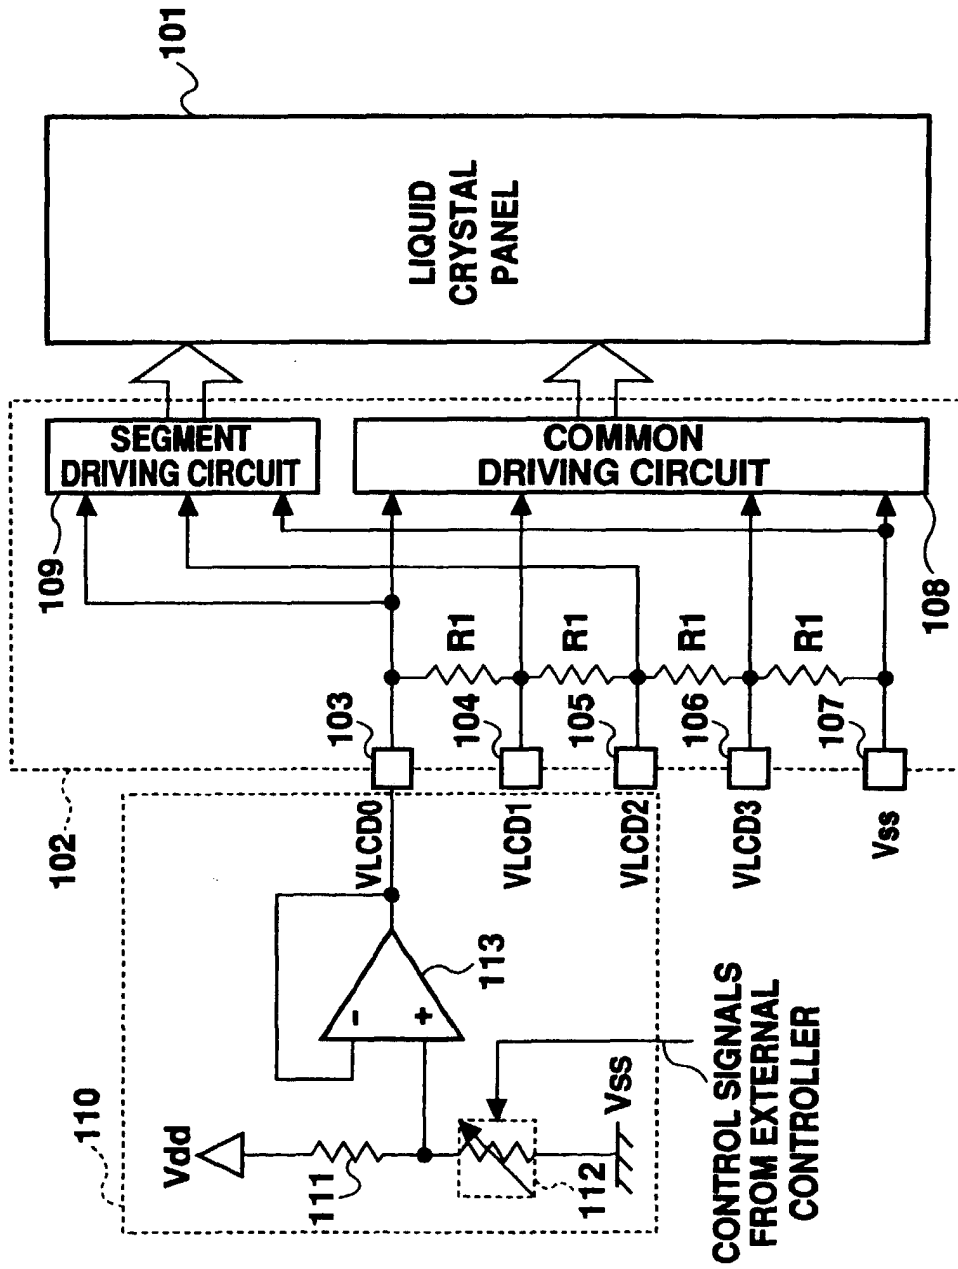 101
LIQUID
CRYSTAL
PANEL
SEGMENT
DRIVING CIRCUIT
COMMON
DRIVING CIRCUIT
109
108
R1
R1
R1
R1
103
104
105
106
107
102
VLCD0
VLCD1
VLCD2
VLCD3
Vss
110
-
+
113
Vdd
111
112
Vss
CONTROL SIGNALS
FROM EXTERNAL
CONTROLLER